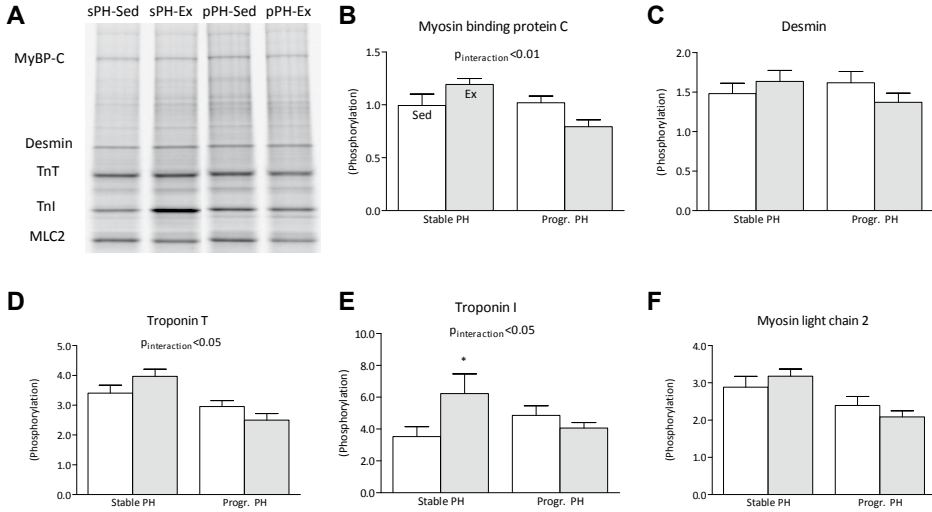 A
sPH-Sed sPH-Ex pPH-Sed pPH-Ex
MyBP-C
Desmin
TnT
TnI
MLC2
B
Myosin binding protein C
pinteraction<0.01
(Phosphorylation)
1.5
1.0
0.5
0.0
Sed
Ex
Stable PH
Progr. PH
C
Desmin
(Phosphorylation)
2.0
1.5
1.0
0.5
0.0
Stable PH
Progr. PH
D
Troponin T
pinteraction<0.05
(Phosphorylation)
5.0
4.0
3.0
2.0
1.0
0.0
Stable PH
Progr. PH
E
Troponin I
pinteraction<0.05
(Phosphorylation)
8.0
6.0
4.0
2.0
0.0
*
Stable PH
Progr. PH
F
Myosin light chain 2
(Phosphorylation)
4.0
3.0
2.0
1.0
0.0
Stable PH
Progr. PH